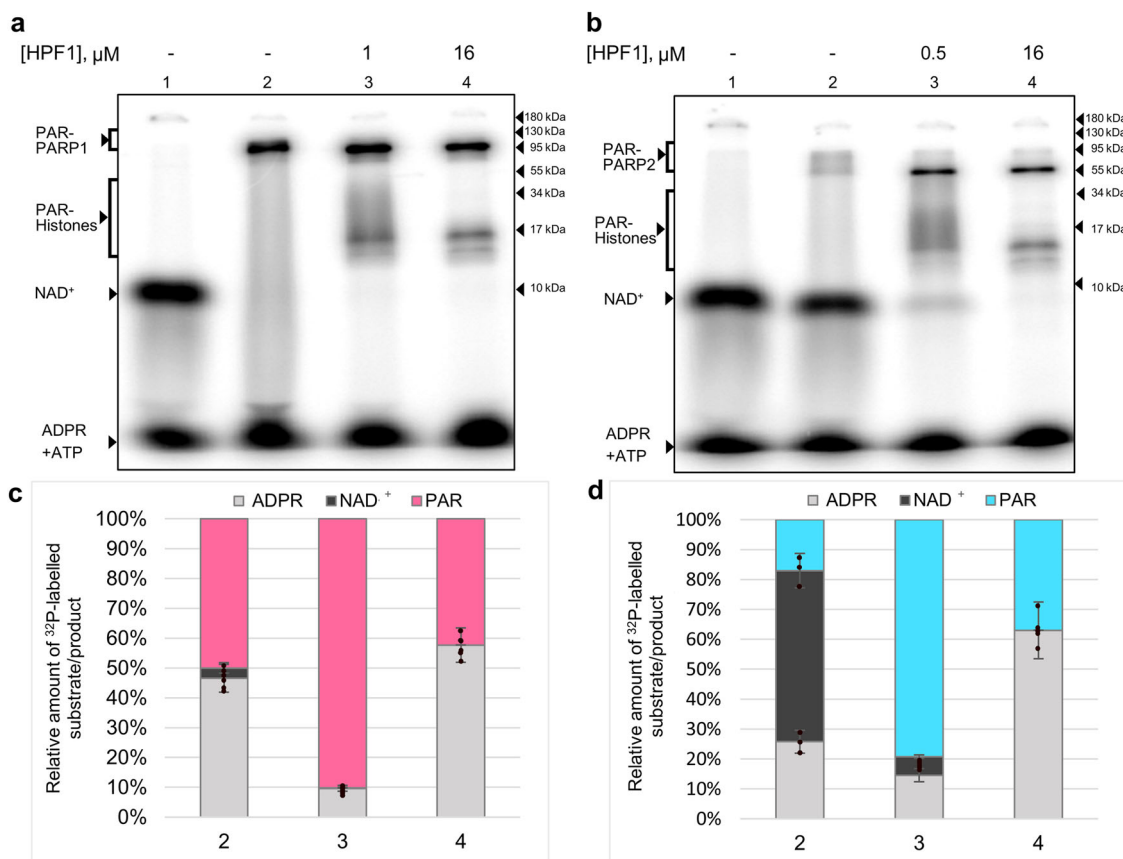 a
[HPF1], μM - - 1 16
1 2 3 4
PAR-
PARP1
PAR-
Histones
NAD+
ADPR
+ATP
180 kDa
130 kDa
95 kDa
55 kDa
34 kDa
17 kDa
10 kDa
b
[HPF1], μM - - 0.5 16
1 2 3 4
PAR-
PARP2
PAR-
Histones
NAD+
ADPR
+ATP
180 kDa
130 kDa
95 kDa
55 kDa
34 kDa
17 kDa
10 kDa
c
ADPR NAD+ PAR
Relative amount of 32P-labelled
substrate/product
100%
90%
80%
70%
60%
50%
40%
30%
20%
10%
0%
2 3 4
d
ADPR NAD + PAR
Relative amount of 32P-labelled
substrate/product
100%
90%
80%
70%
60%
50%
40%
30%
20%
10%
0%
2 3 4